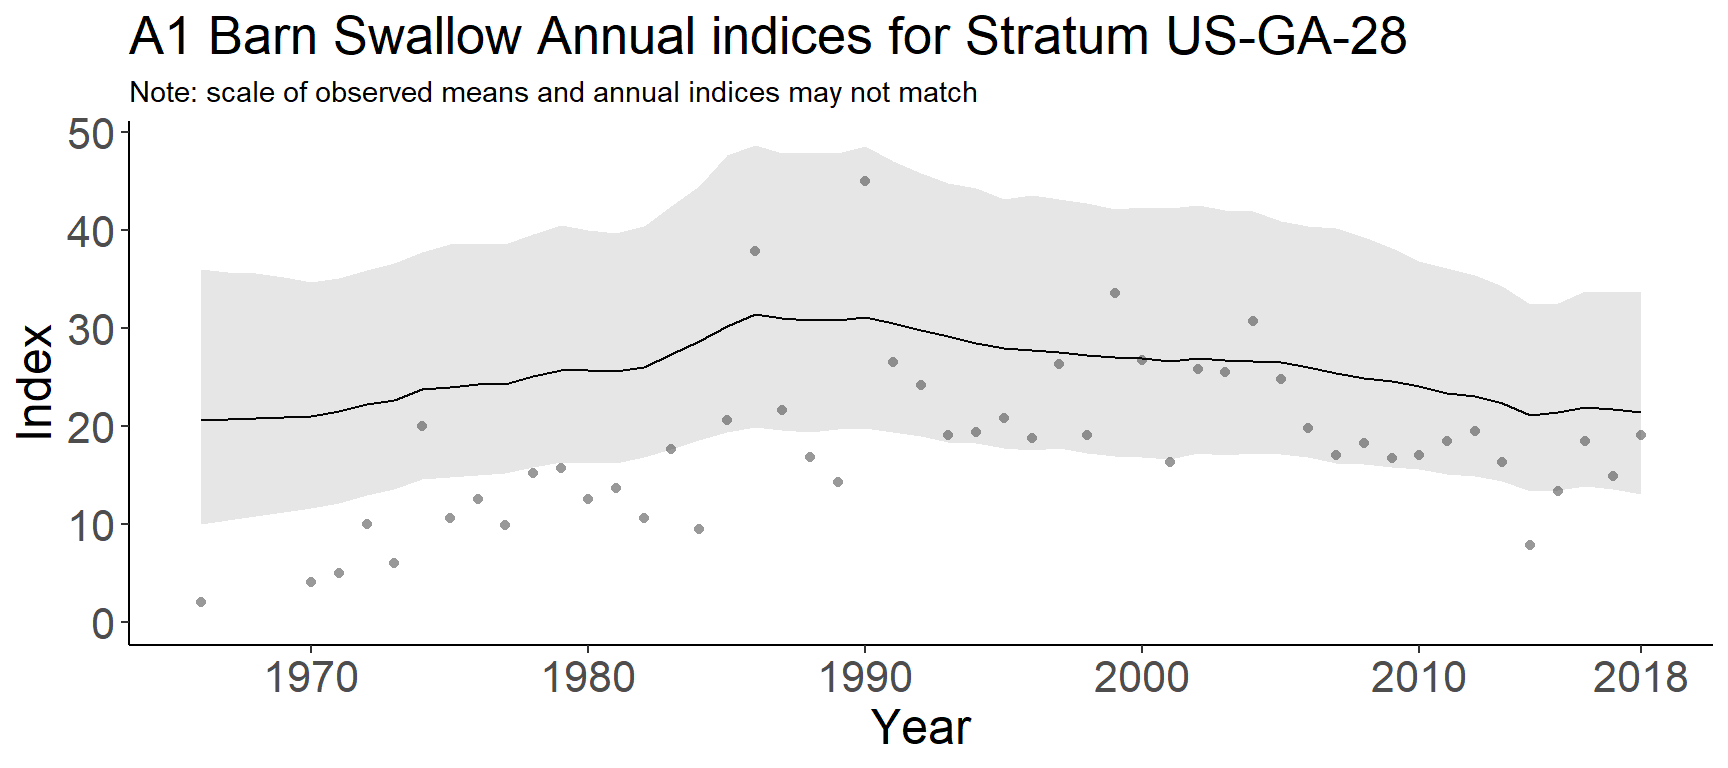 A1 Barn Swallow Annual indices for Stratum US-GA-28
Note: scale of observed means and annual indices may not match
50
40
30
20
10
0
Index
1970 1980 1990 2000 2010 2018
Year